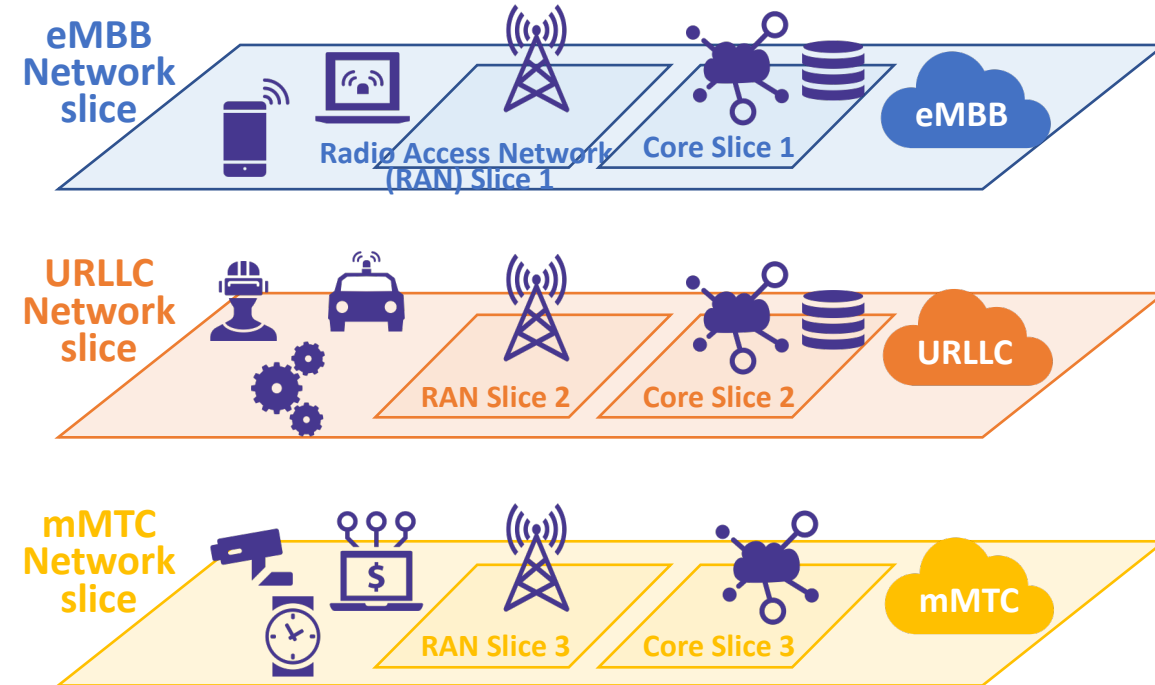 eMBB
Network
slice
Radio Access Network
(RAN) Slice 1
Core Slice 1
eMBB
URLLC
Network
slice
RAN Slice 2
Core Slice 2
URLLC
mMTC
Network
slice
$
RAN Slice 3
Core Slice 3
mMTC